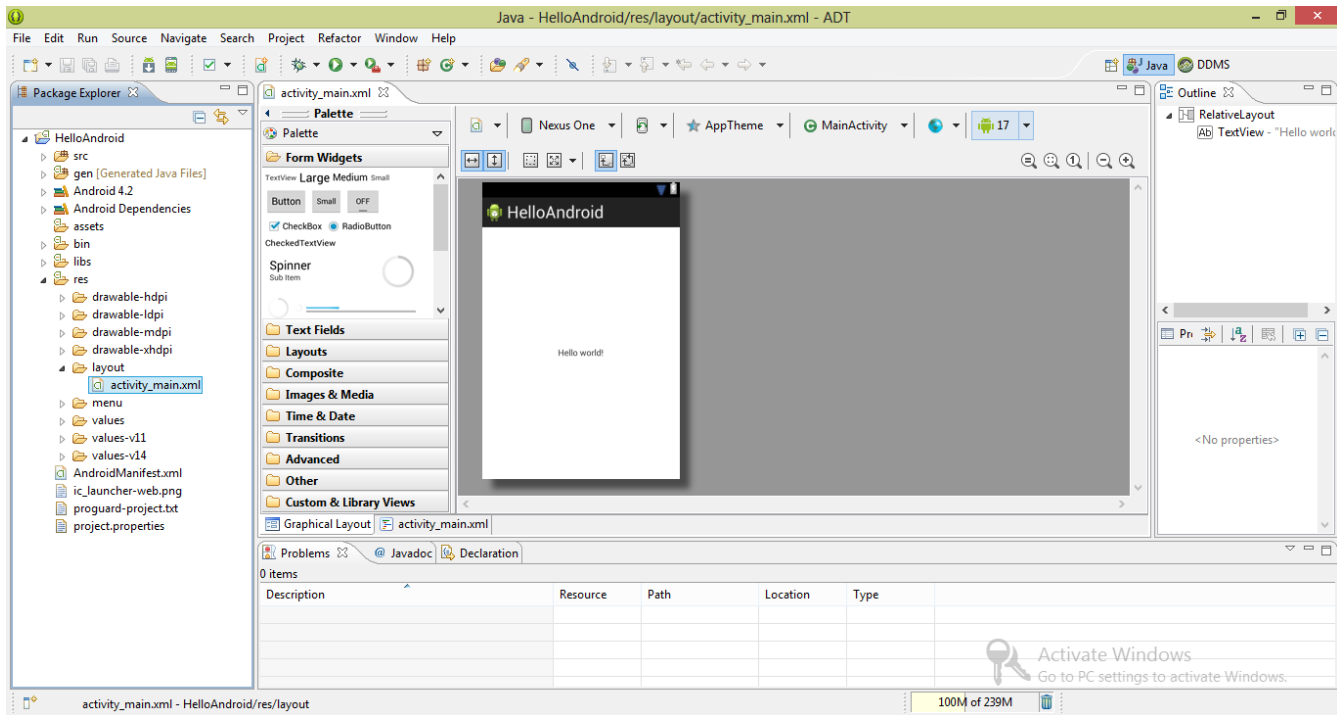 Java - HelloAndroid/res/layout/activity_main.xml - ADT
File Edit Run Source Navigate Search Project Refactor Window Help
Java DDMS
Package Explorer
HelloAndroid
src
gen [Generated Java Files]
Android 4.2
Android Dependencies
assets
bin
libs
res
drawable-hdpi
drawable-ldpi
drawable-mdpi
drawable-xhdpi
layout
activity_main.xml
menu
values
values-v11
values-v14
AndroidManifest.xml
ic_launcher-web.png
proguard-project.txt
project.properties
activity_main.xml
Palette
Palette
Form Widgets
TextView Large Medium Small
Button Small OFF
CheckBox RadioButton
CheckedTextView
Spinner
Sub Item
Text Fields
Layouts
Composite
Images & Media
Time & Date
Transitions
Advanced
Other
Custom & Library Views
Nexus One AppTheme MainActivity 17
HelloAndroid
Hello world!
Graphical Layout activity_main.xml
Outline
RelativeLayout
Ab TextView - "Hello worl
Pr
<No properties>
Problems @ Javadoc Declaration
0 items
Description Resource Path Location Type
Activate Windows
Go to PC settings to activate Windows.
activity_main.xml - HelloAndroid/res/layout
100M of 239M